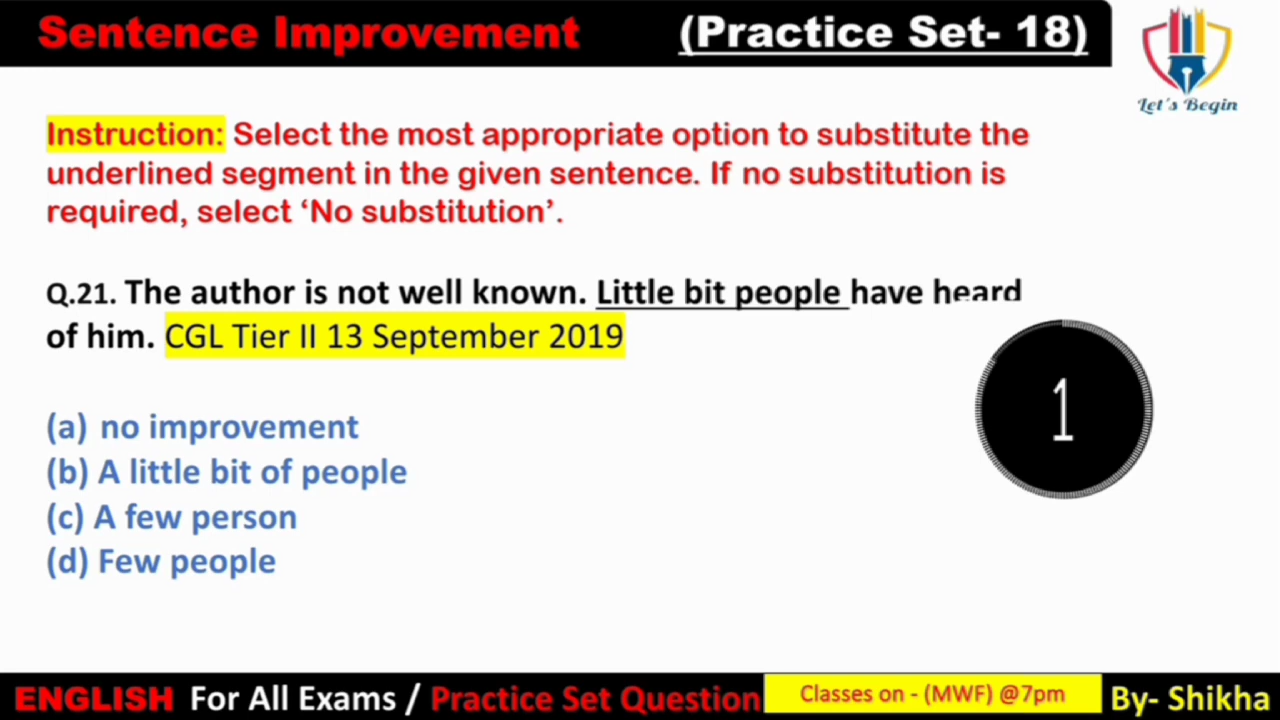 Sentence Improvement (Practice Set- 18)
Let's Begin
Instruction: Select the most appropriate option to substitute the
underlined segment in the given sentence. If no substitution is
required, select ‘No substitution’.
Q.21. The author is not well known. Little bit people have heard
of him. CGL Tier II 13 September 2019
1
(a) no improvement
(b) A little bit of people
(c) A few person
(d) Few people
ENGLISH For All Exams / Practice Set Question Classes on - (MWF) @7pm By- Shikha